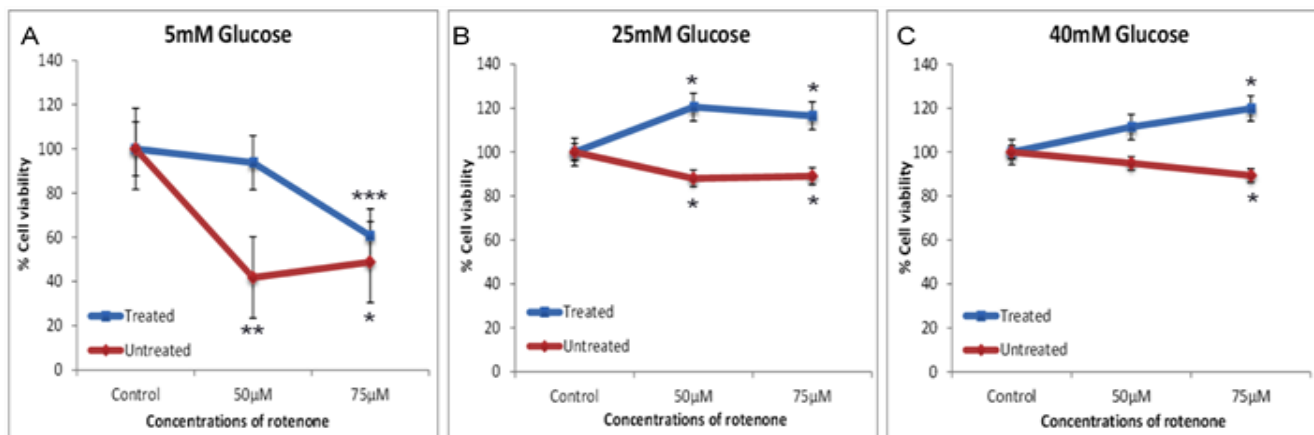 A
5mM Glucose
% Cell viability
140
120
100
80
60
40
20
0
***
**
*
Treated
Untreated
Control
50µM
75µM
Concentrations of rotenone
B
25mM Glucose
% Cell viability
140
120
100
80
60
40
20
0
*
*
*
*
Treated
Untreated
Control
50µM
75µM
Concentrations of rotenone
C
40mM Glucose
% Cell viability
140
120
100
80
60
40
20
0
*
*
Treated
Untreated
Control
50µM
75µM
Concentrations of rotenone